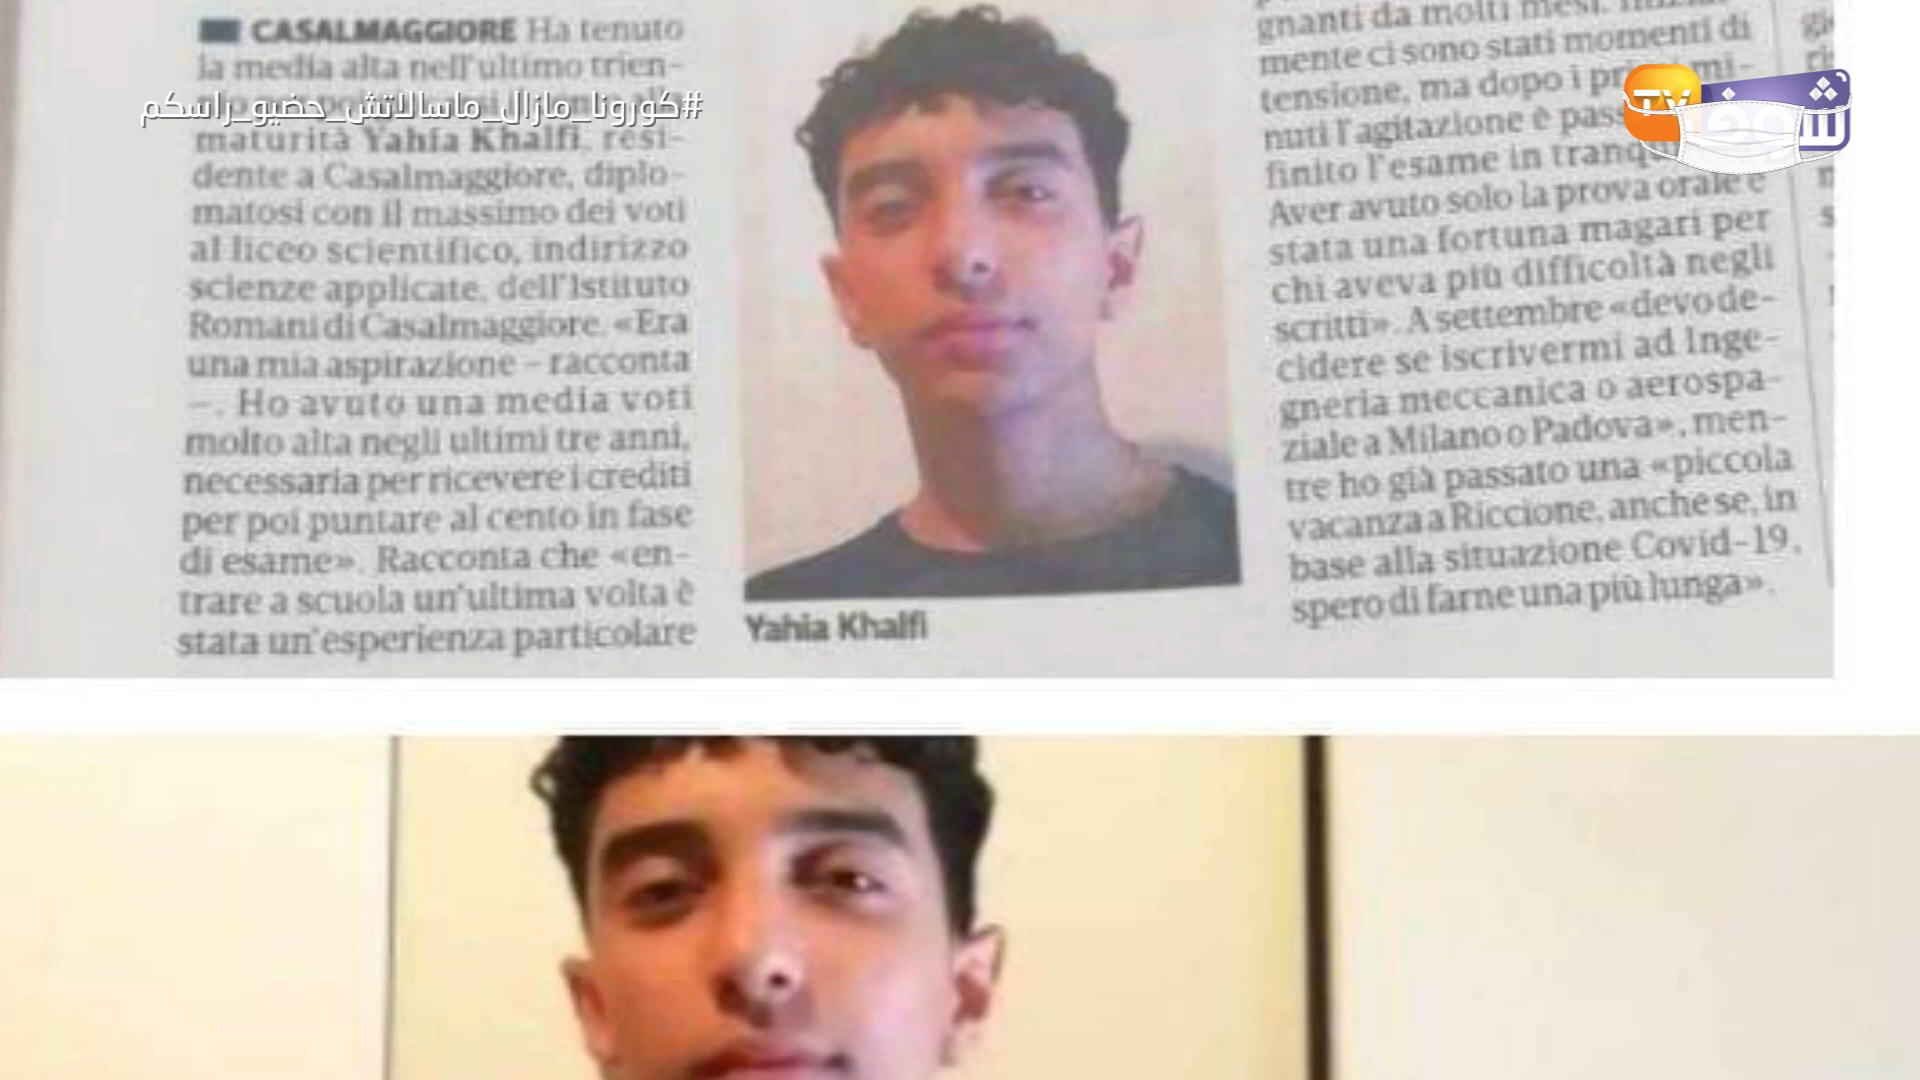 #كورونا_مازال_ماسالاتش_حضيو_راسكم
TV
شوف
CASALMAGGIORE Ha tenuto
la media alta nell'ultimo trien-
maturità Yahia Khalfi, resi-
dente a Casalmaggiore, diplo-
matosi con il massimo dei voti
al liceo scientifico, indirizzo
scienze applicate, dell'Istituto
Romani di Casalmaggiore. «Era
una mia aspirazione – racconta
–. Ho avuto una media voti
molto alta negli ultimi tre anni,
necessaria per ricevere i crediti
per poi puntare al cento in fase
di esame». Racconta che «en-
trare a scuola un'ultima volta è
stata un'esperienza particolare
Yahia Khalfi
gnanti da molti mesi.
mente ci sono stati momenti di
tensione, ma dopo i
nuti l'agitazione è
finito l'esame in
Aver avuto solo la prova orale è
stata una fortuna magari per
chi aveva più difficoltà negli
scritti». A settembre «devo de-
cidere se iscrivermi ad Inge-
gneria meccanica o aerospa-
ziale a Milano o Padova», men-
tre ho già passato una «piccola
vacanza a Riccione, anche se, in
base alla situazione Covid-19,
spero di farne una più lunga».